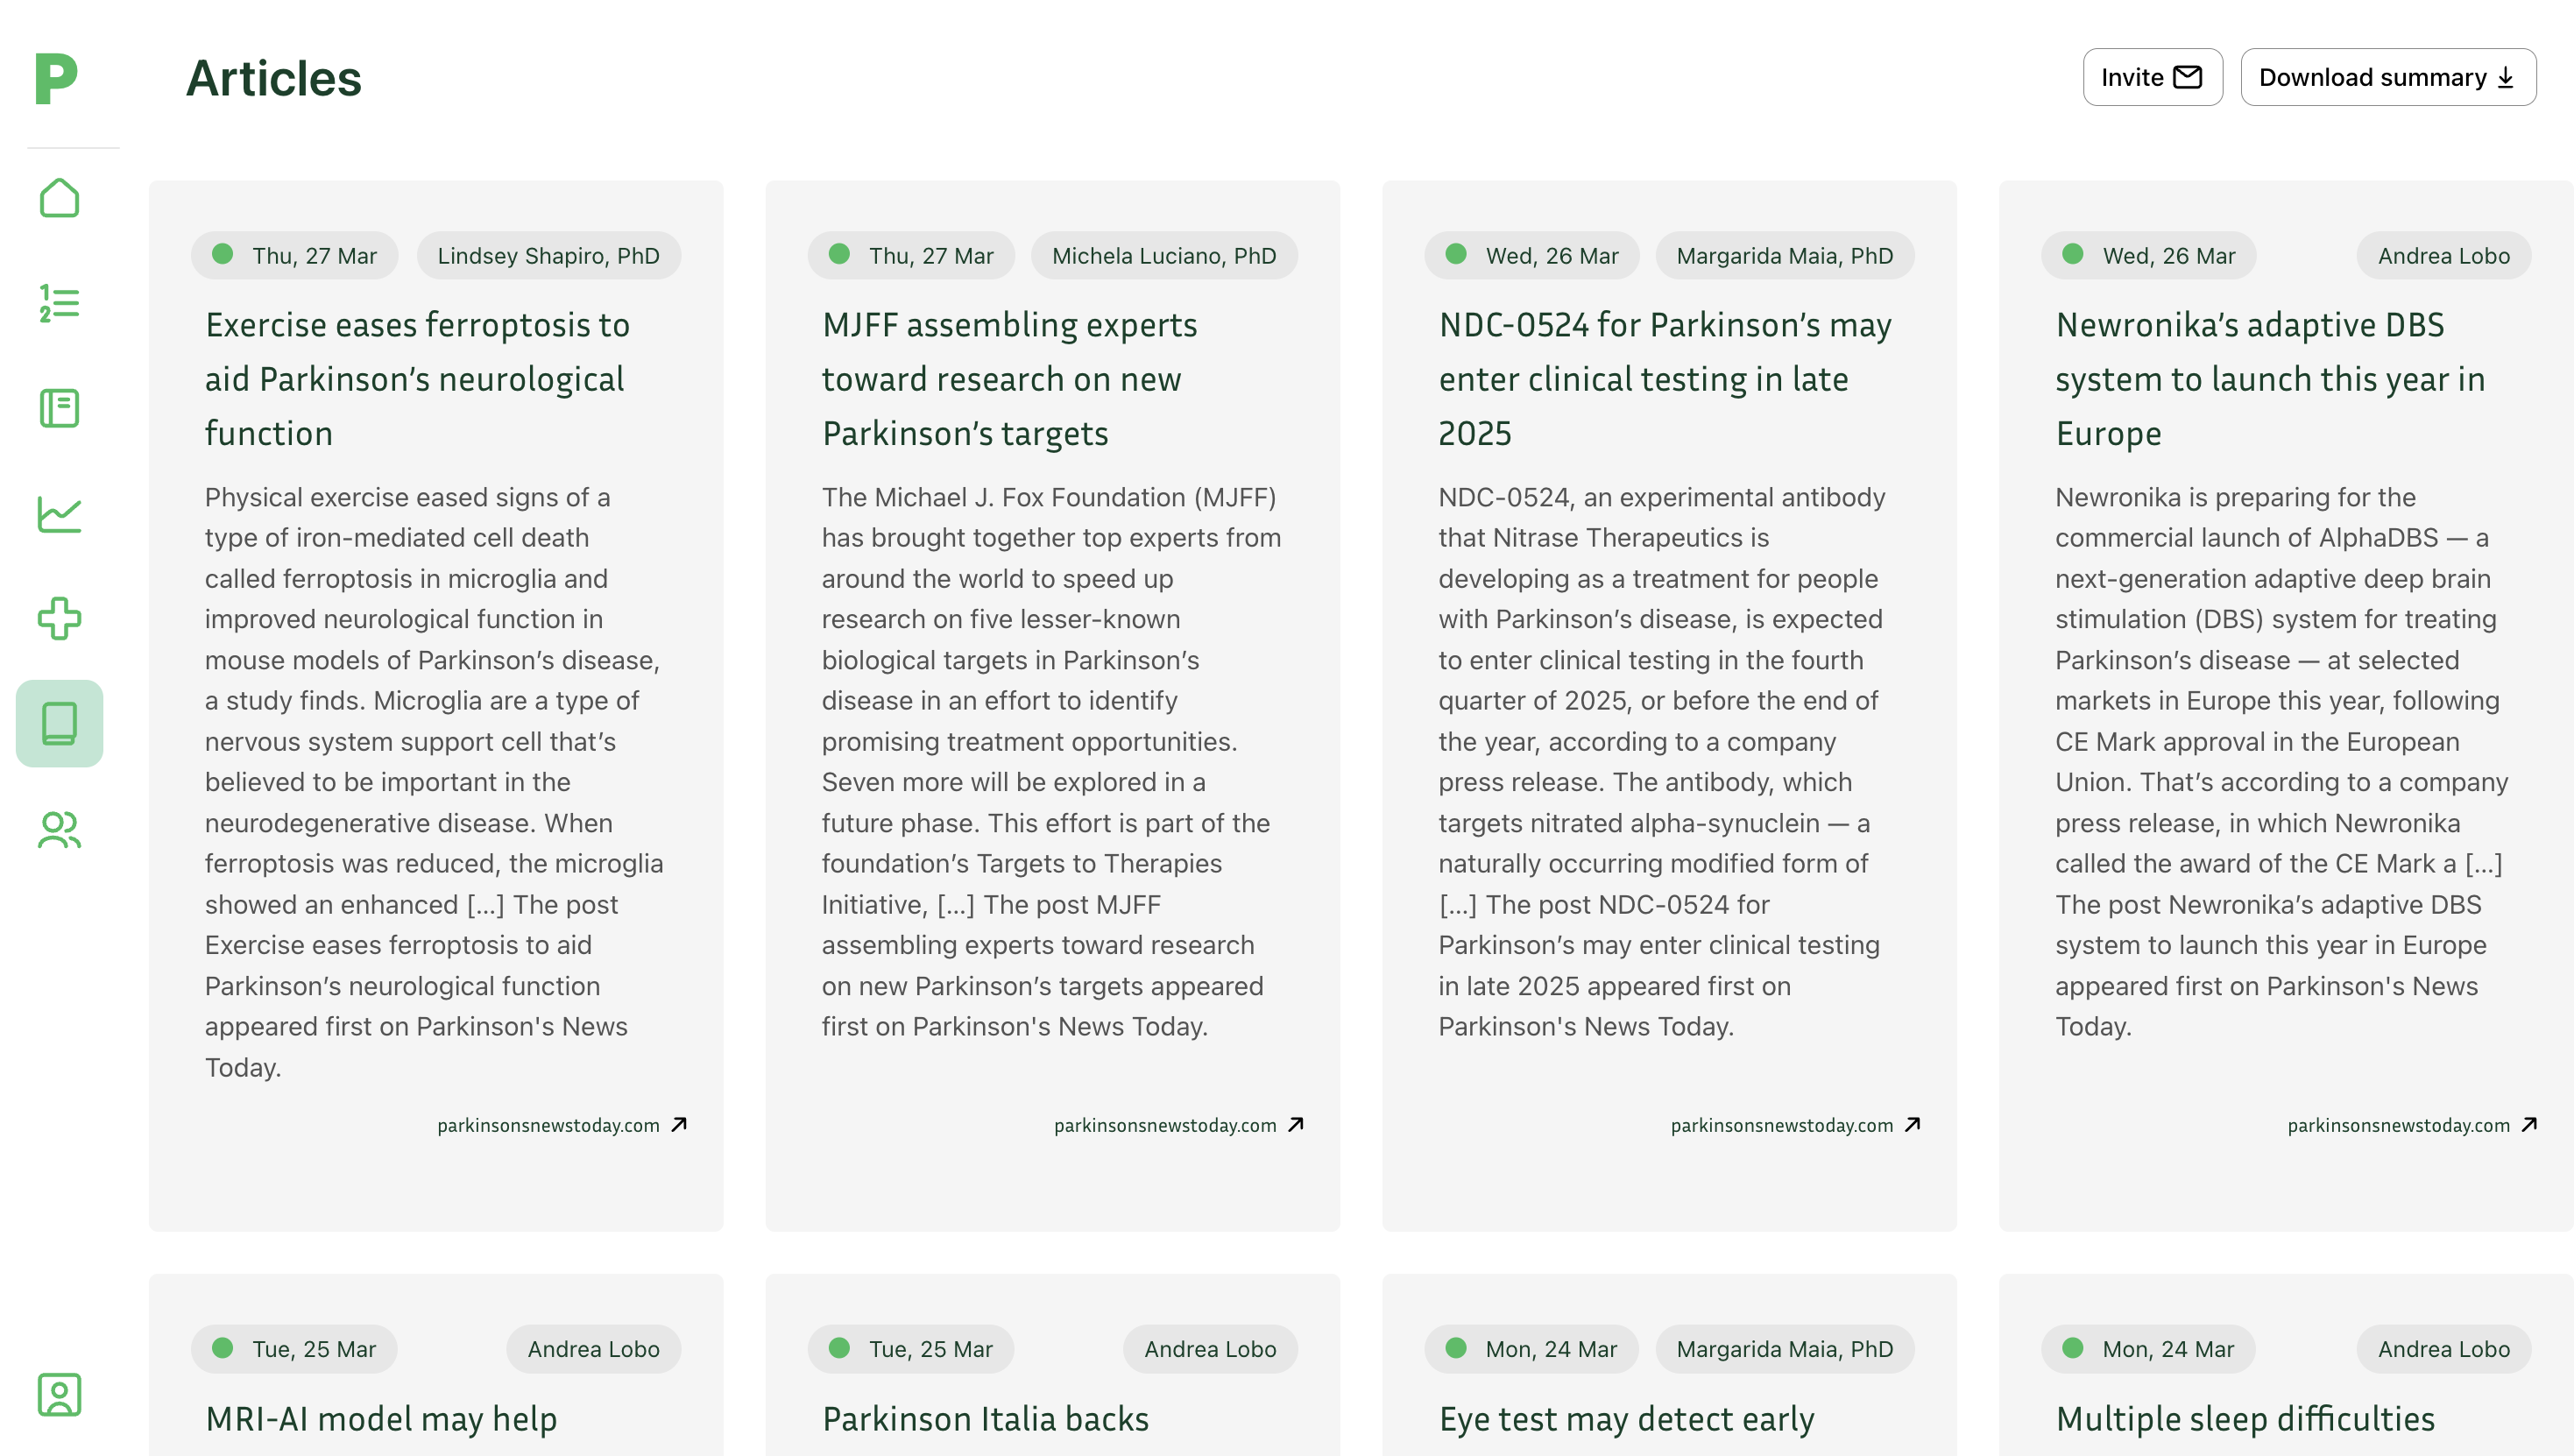 P
Articles
Invite
Download summary
1
2
Thu, 27 Mar
Lindsey Shapiro, PhD
Exercise eases ferroptosis to
aid Parkinson’s neurological
function
Physical exercise eased signs of a
type of iron-mediated cell death
called ferroptosis in microglia and
improved neurological function in
mouse models of Parkinson’s disease,
a study finds. Microglia are a type of
nervous system support cell that’s
believed to be important in the
neurodegenerative disease. When
ferroptosis was reduced, the microglia
showed an enhanced [...] The post
Exercise eases ferroptosis to aid
Parkinson’s neurological function
appeared first on Parkinson's News
Today.
parkinsonsnewstoday.com
Thu, 27 Mar
Michela Luciano, PhD
MJFF assembling experts
toward research on new
Parkinson’s targets
The Michael J. Fox Foundation (MJFF)
has brought together top experts from
around the world to speed up
research on five lesser-known
biological targets in Parkinson’s
disease in an effort to identify
promising treatment opportunities.
Seven more will be explored in a
future phase. This effort is part of the
foundation’s Targets to Therapies
Initiative, [...] The post MJFF
assembling experts toward research
on new Parkinson’s targets appeared
first on Parkinson's News Today.
parkinsonsnewstoday.com
Wed, 26 Mar
Margarida Maia, PhD
NDC-0524 for Parkinson’s may
enter clinical testing in late
2025
NDC-0524, an experimental antibody
that Nitrase Therapeutics is
developing as a treatment for people
with Parkinson’s disease, is expected
to enter clinical testing in the fourth
quarter of 2025, or before the end of
the year, according to a company
press release. The antibody, which
targets nitrated alpha-synuclein — a
naturally occurring modified form of
[...] The post NDC-0524 for
Parkinson’s may enter clinical testing
in late 2025 appeared first on
Parkinson's News Today.
parkinsonsnewstoday.com
Wed, 26 Mar
Andrea Lobo
Newronika’s adaptive DBS
system to launch this year in
Europe
Newronika is preparing for the
commercial launch of AlphaDBS — a
next-generation adaptive deep brain
stimulation (DBS) system for treating
Parkinson’s disease — at selected
markets in Europe this year, following
CE Mark approval in the European
Union. That’s according to a company
press release, in which Newronika
called the award of the CE Mark a [...]
The post Newronika’s adaptive DBS
system to launch this year in Europe
appeared first on Parkinson's News
Today.
parkinsonsnewstoday.com
Tue, 25 Mar
Andrea Lobo
MRI-AI model may help
Tue, 25 Mar
Andrea Lobo
Parkinson Italia backs
Mon, 24 Mar
Margarida Maia, PhD
Eye test may detect early
Mon, 24 Mar
Andrea Lobo
Multiple sleep difficulties